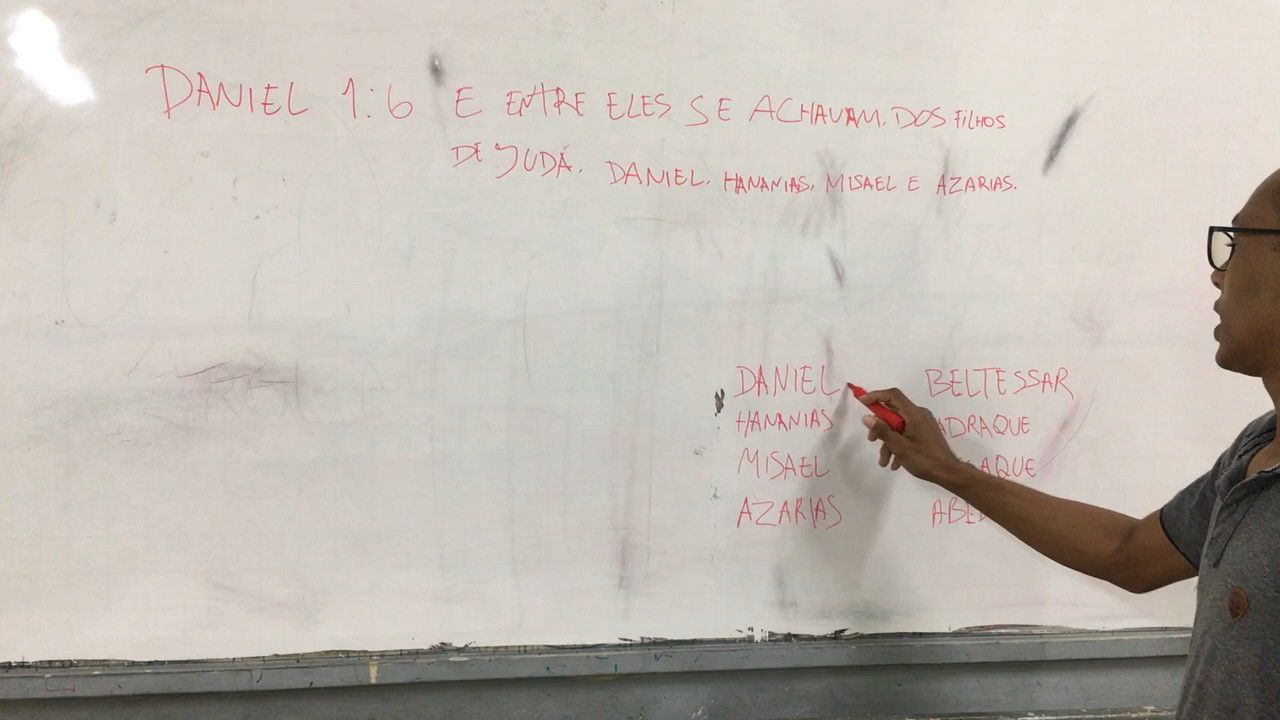 DANIEL 1:6 E ENTRE ELES SE ACHAVAM. DOS FILHOS
DE JUDÁ. DANIEL. HANANIAS. MISAEL E AZARIAS.
DANIEL BELTESSAR
HANANIAS ADRAQUE
MISAEL AQUE
AZARIAS ABED